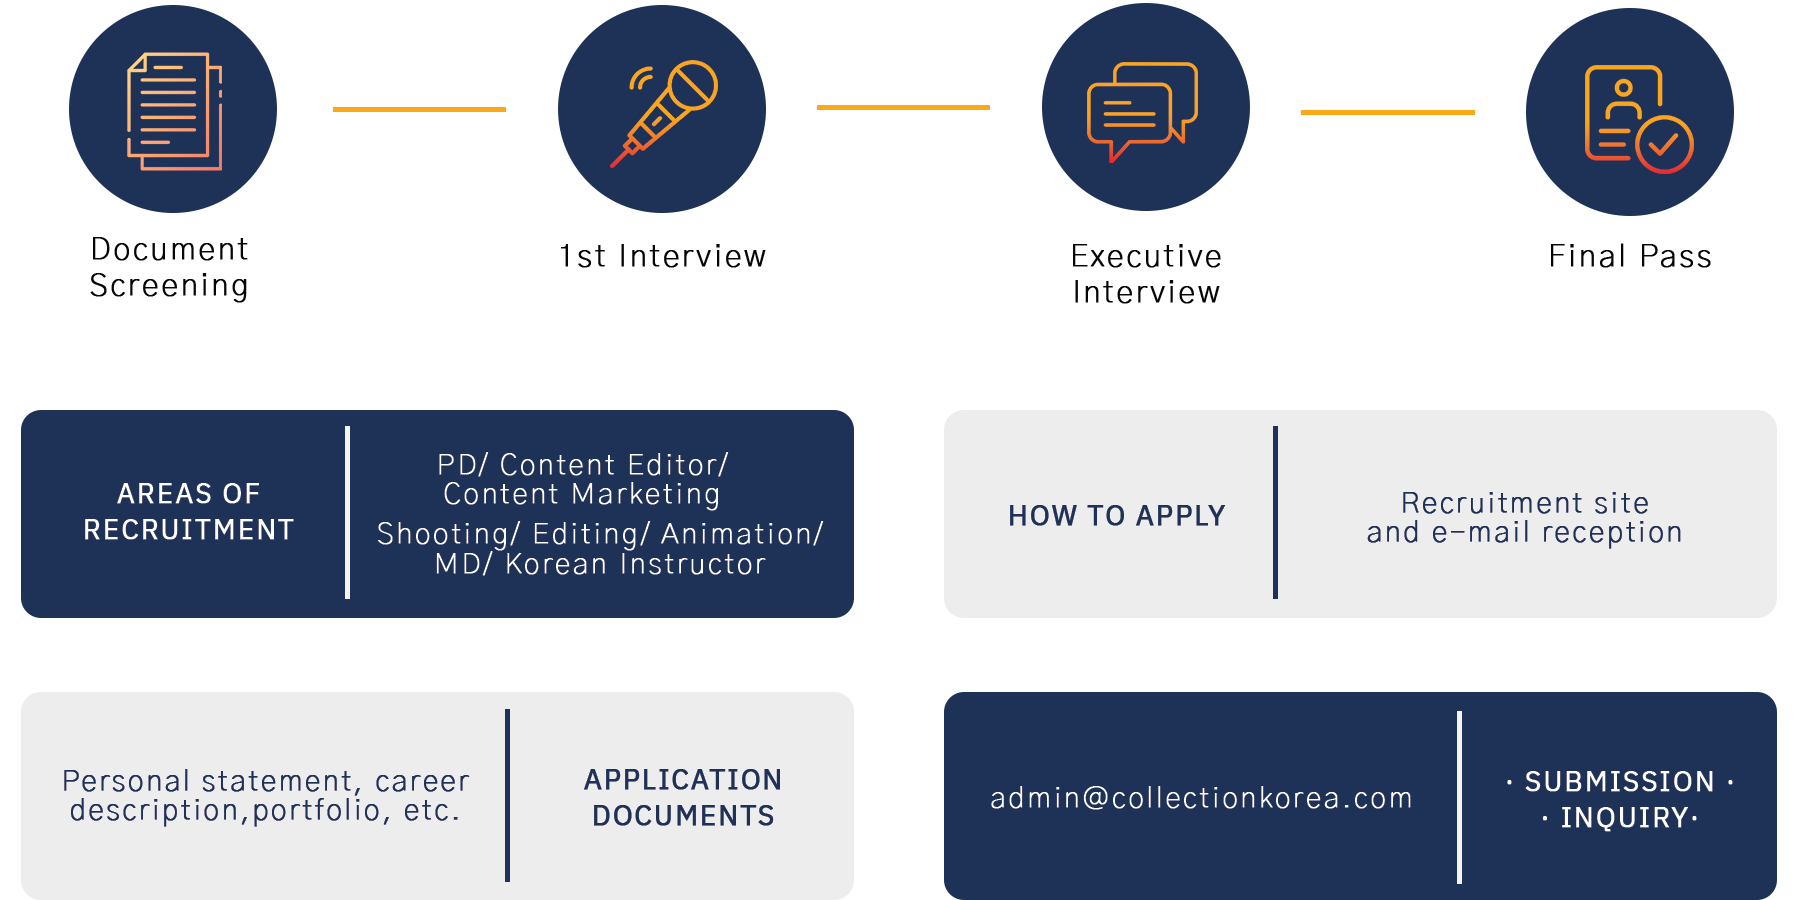 Document
Screening
1st Interview
Executive
Interview
Final Pass
AREAS OF
RECRUITMENT
PD/ Content Editor/
Content Marketing
Shooting/ Editing/ Animation/
MD/ Korean Instructor
HOW TO APPLY
Recruitment site
and e-mail reception
Personal statement, career
description,portfolio, etc.
APPLICATION
DOCUMENTS
admin@collectionkorea.com
· SUBMISSION ·
· INQUIRY·